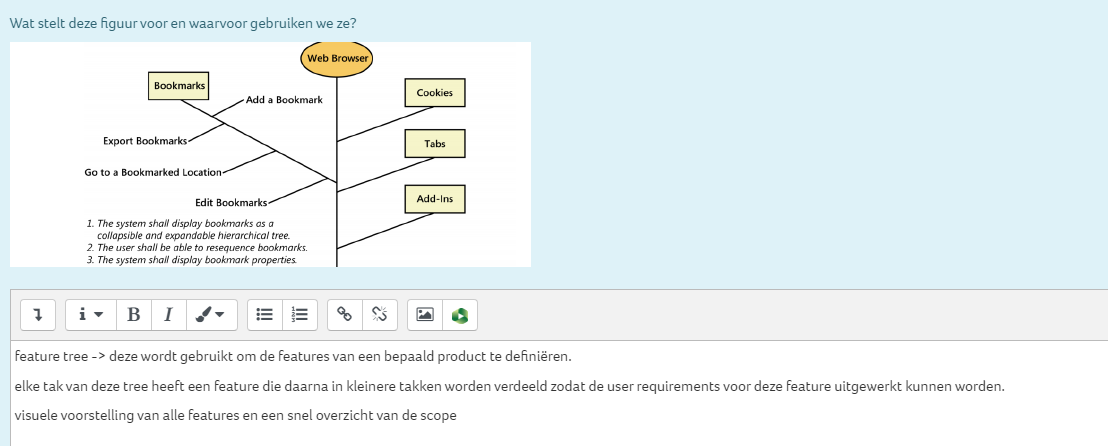 Wat stelt deze figuur voor en waarvoor gebruiken we ze?
Web Browser
Bookmarks
Cookies
Add a Bookmark
Export Bookmarks
Tabs
Go to a Bookmarked Location
Add-Ins
Edit Bookmarks
1. The system shall display bookmarks as a
collapsible and expandable hierarchical tree.
2. The user shall be able to resequence bookmarks.
3. The system shall display bookmark properties.
feature tree -> deze wordt gebruikt om de features van een bepaald product te definiëren.
elke tak van deze tree heeft een feature die daarna in kleinere takken worden verdeeld zodat de user requirements voor deze feature uitgewerkt kunnen worden.
visuele voorstelling van alle features en een snel overzicht van de scope